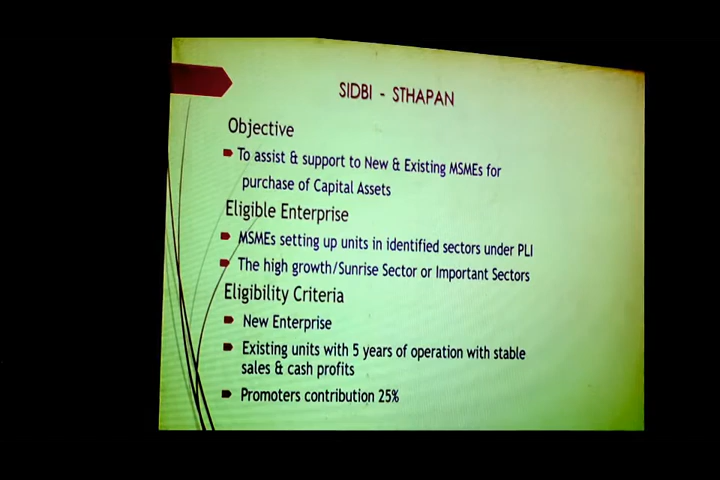 SIDBI - STHAPAN
Objective
To assist & support to New & Existing MSMEs for
purchase of Capital Assets
Eligible Enterprise
MSMEs setting up units in identified sectors under PLI
The high growth/Sunrise Sector or Important Sectors
Eligibility Criteria
New Enterprise
Existing units with 5 years of operation with stable
sales & cash profits
Promoters contribution 25%